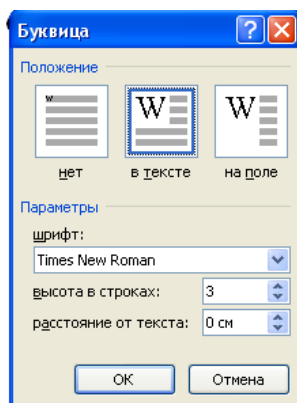 Буквица
Положение
W
W
W
нет
в тексте
на поле
Параметры
шрифт:
Times New Roman
высота в строках:
3
расстояние от текста:
0 см
ОК
Отмена